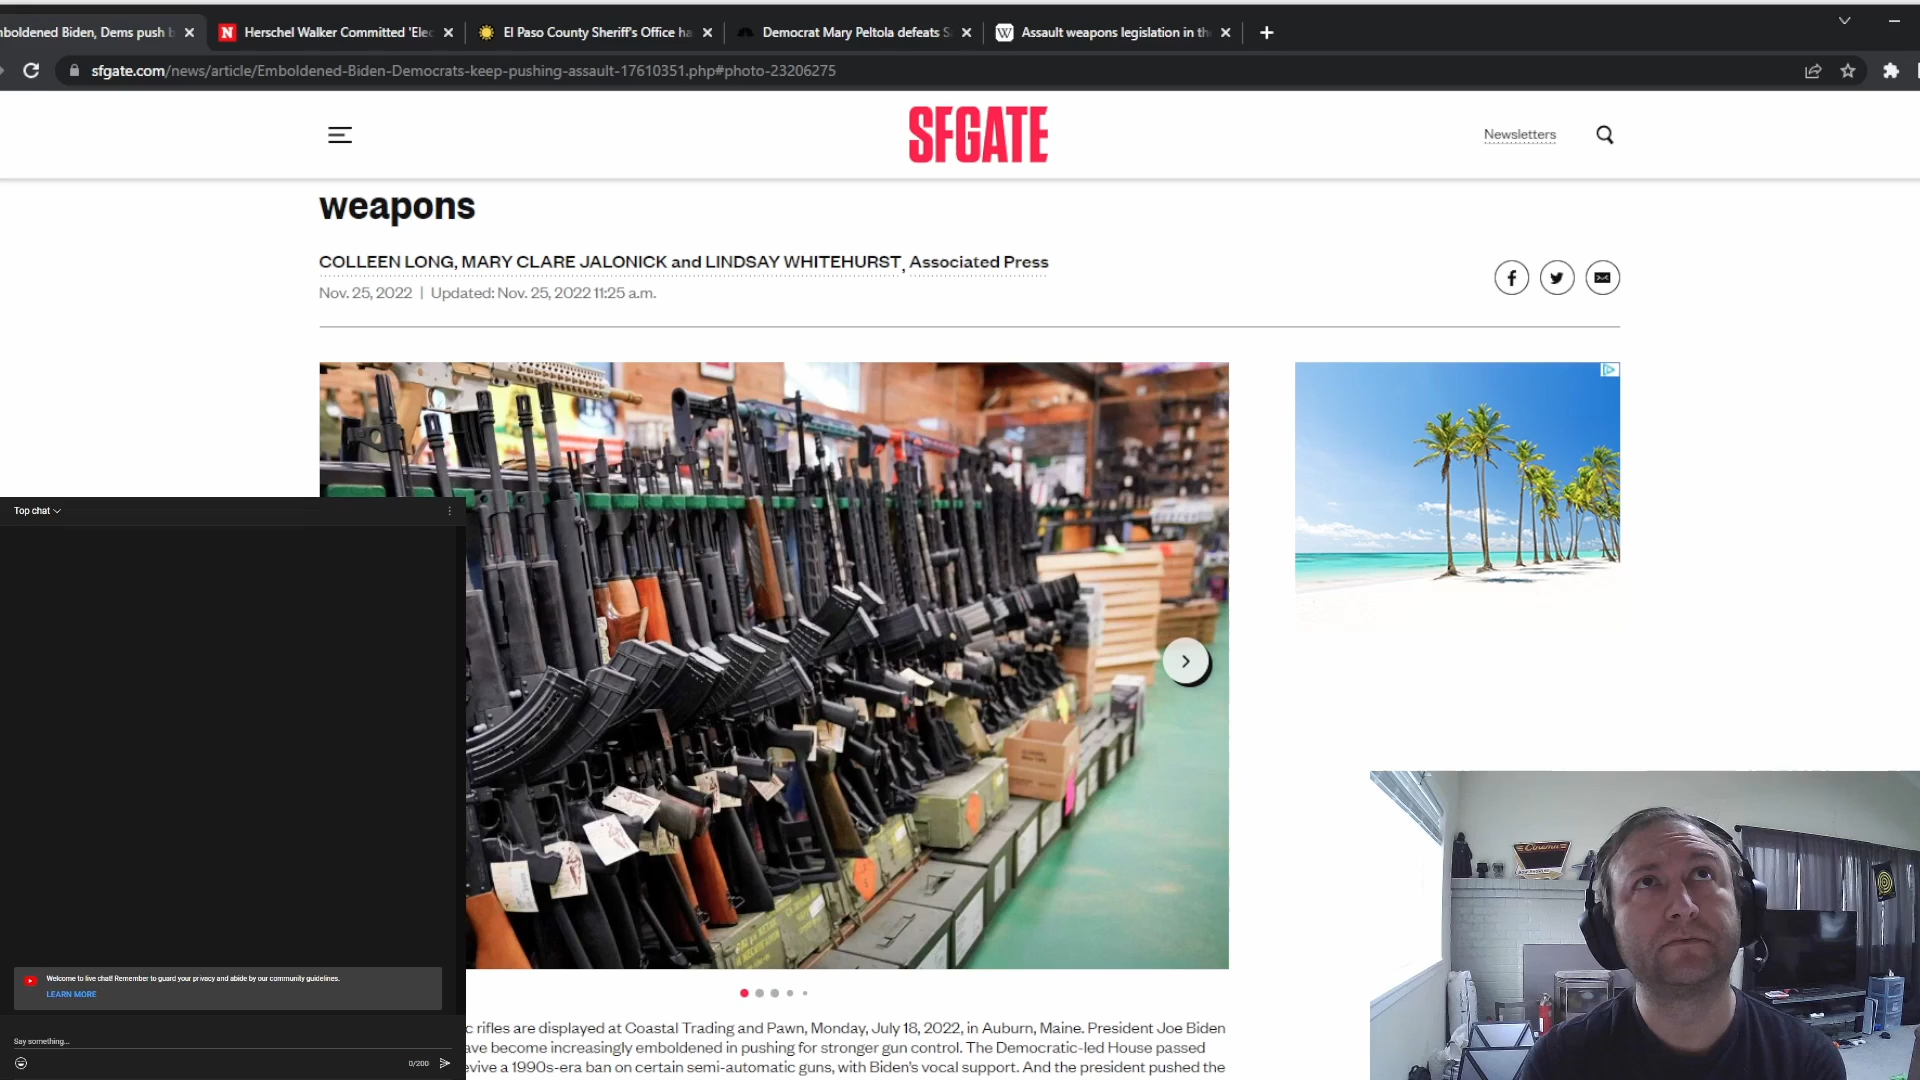 mboldened Biden, Dems push b
Herschel Walker Committed 'Elec
El Paso County Sheriff's Office ha
Democrat Mary Peltola defeats S
Assault weapons legislation in th
sfgate.com/news/article/Emboldened-Biden-Democrats-keep-pushing-assault-17610351.php#photo-23206275
SFGATE
Newsletters
weapons
COLLEEN LONG, MARY CLARE JALONICK and LINDSAY WHITEHURST, Associated Press
Nov. 25, 2022 | Updated: Nov. 25, 2022 11:25 a.m.
Top chat
Welcome to live chat! Remember to guard your privacy and abide by our community guidelines.
LEARN MORE
Say something...
0/200
c rifles are displayed at Coastal Trading and Pawn, Monday, July 18, 2022, in Auburn, Maine. President Joe Biden
ave become increasingly emboldened in pushing for stronger gun control. The Democratic-led House passed
evive a 1990s-era ban on certain semi-automatic guns, with Biden's vocal support. And the president pushed the
Cinema